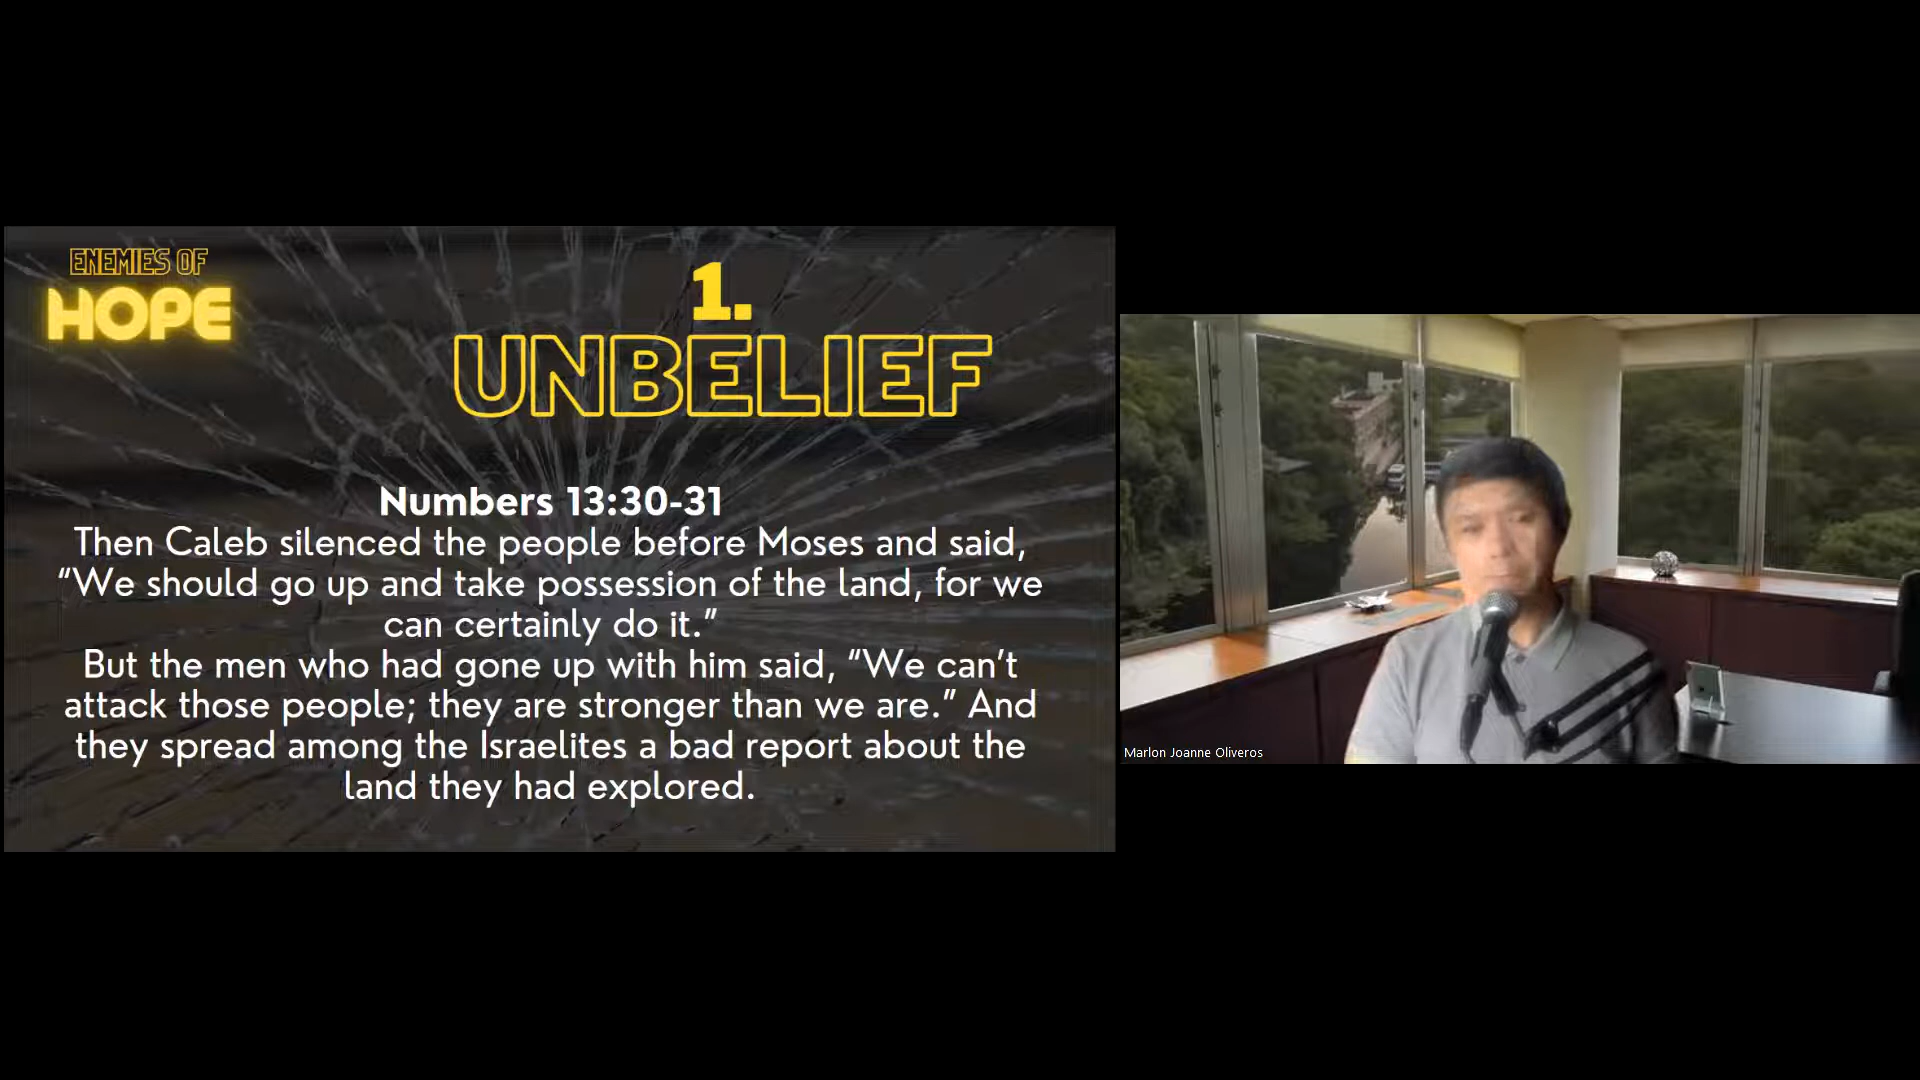 ENEMIES OF
HOPE
1.
UNBELIEF
Numbers 13:30-31
Then Caleb silenced the people before Moses and said,
“We should go up and take possession of the land, for we
can certainly do it.”
But the men who had gone up with him said, “We can’t
attack those people; they are stronger than we are.” And
they spread among the Israelites a bad report about the
land they had explored.
Marlon Joanne Oliveros